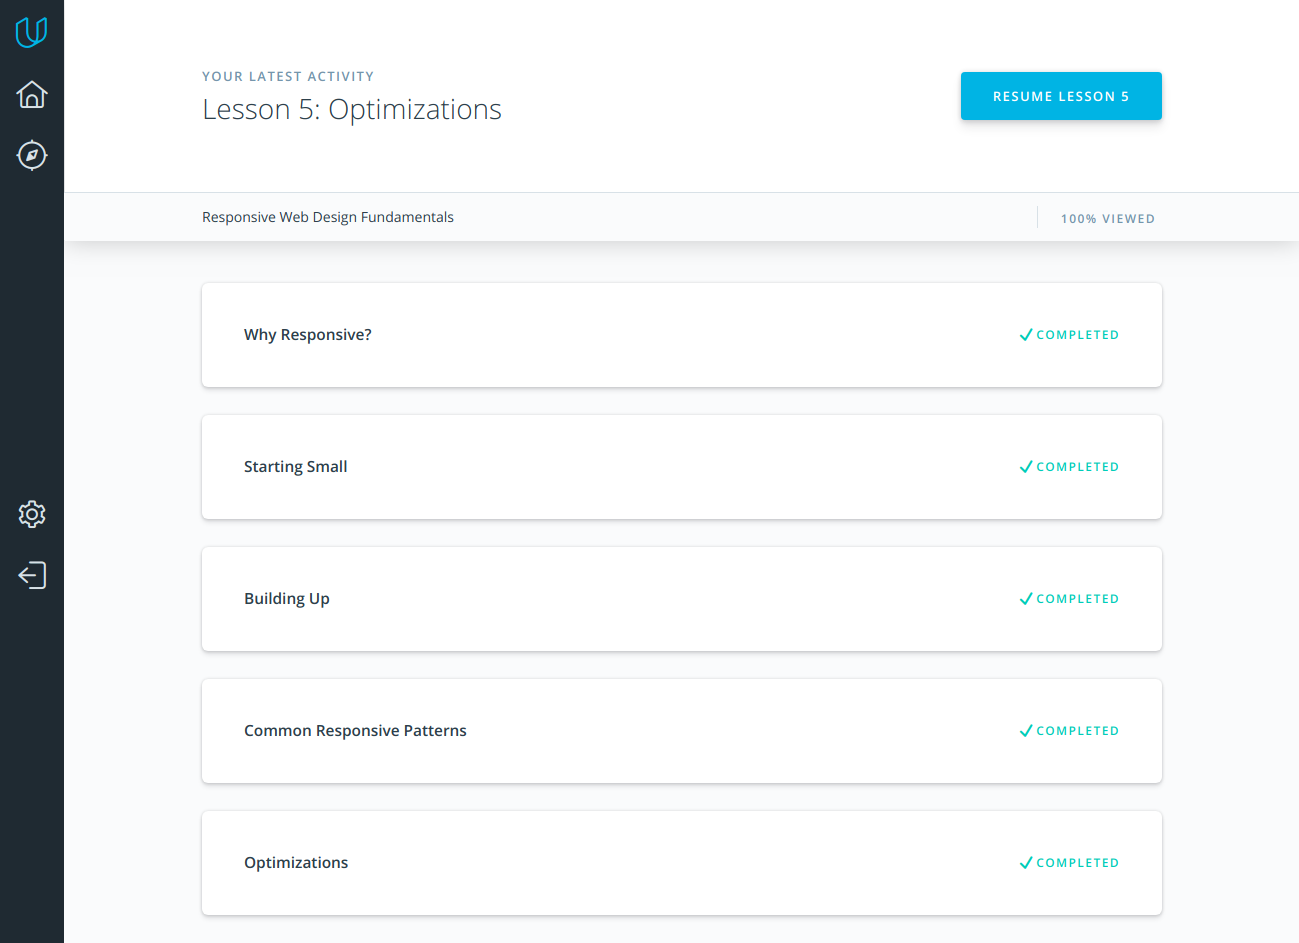 YOUR LATEST ACTIVITY
Lesson 5: Optimizations
RESUME LESSON 5
Responsive Web Design Fundamentals
100% VIEWED
Why Responsive?
COMPLETED
Starting Small
COMPLETED
Building Up
COMPLETED
Common Responsive Patterns
COMPLETED
Optimizations
COMPLETED